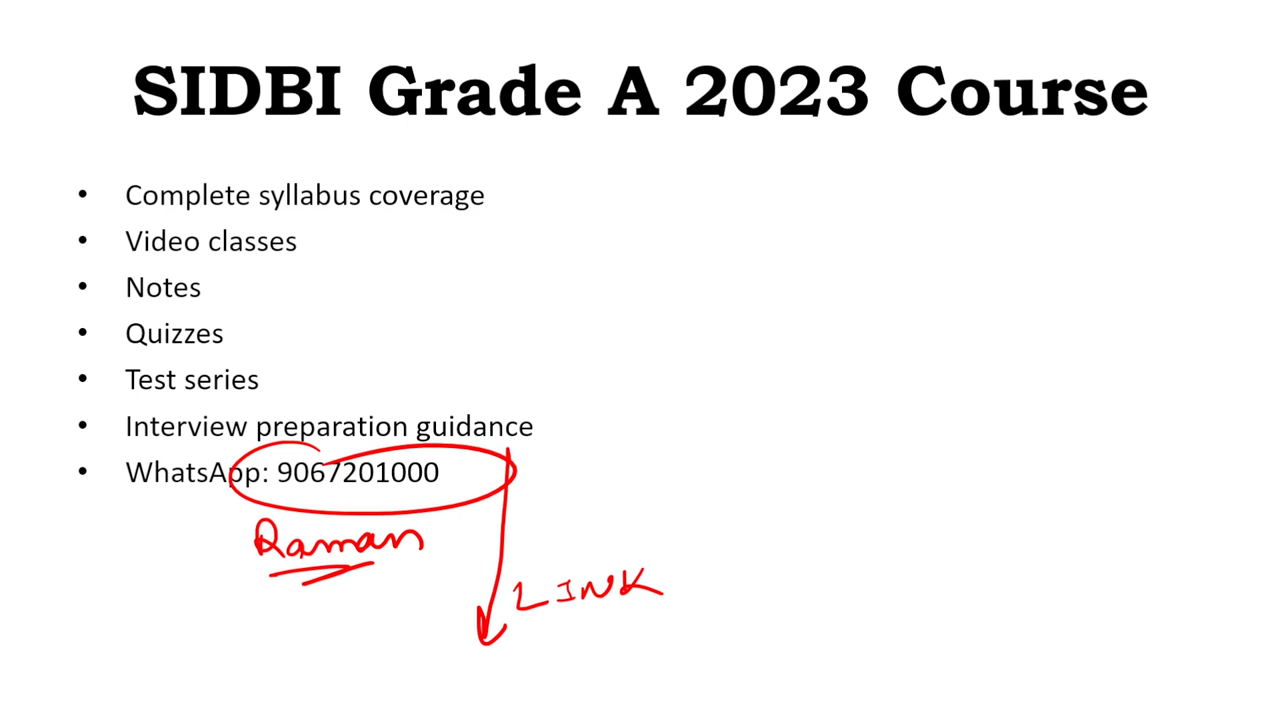 SIDBI Grade A 2023 Course
• Complete syllabus coverage
• Video classes
• Notes
• Quizzes
• Test series
• Interview preparation guidance
• WhatsApp: 9067201000
Raman
LINK